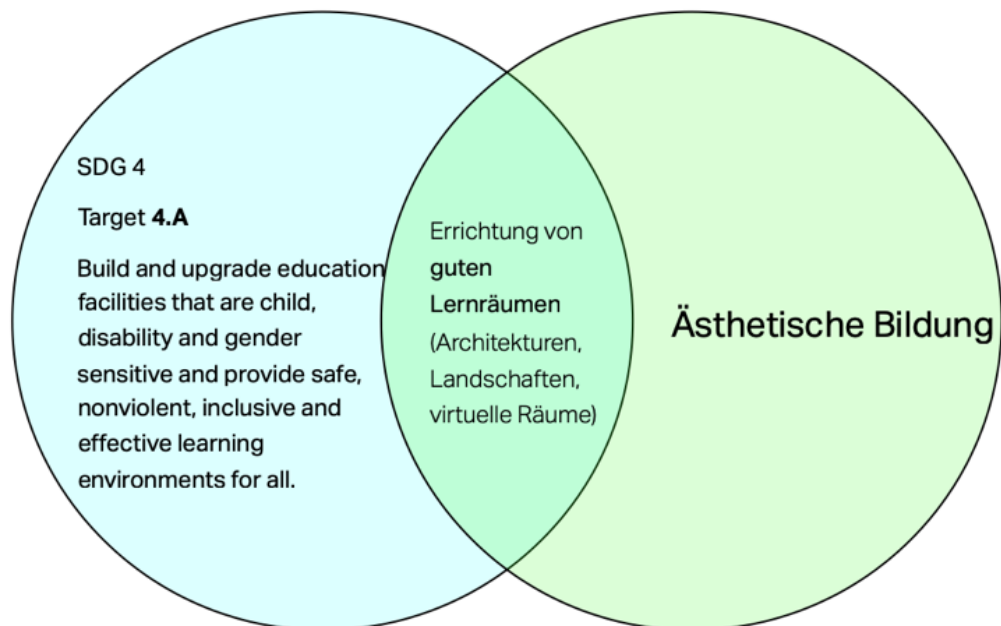 SDG 4
Target 4.A
Build and upgrade education
facilities that are child,
disability and gender
sensitive and provide safe,
nonviolent, inclusive and
effective learning
environments for all.
Errichtung von
guten
Lernräumen
(Architekturen,
Landschaften,
virtuelle Räume)
Ästhetische Bildung